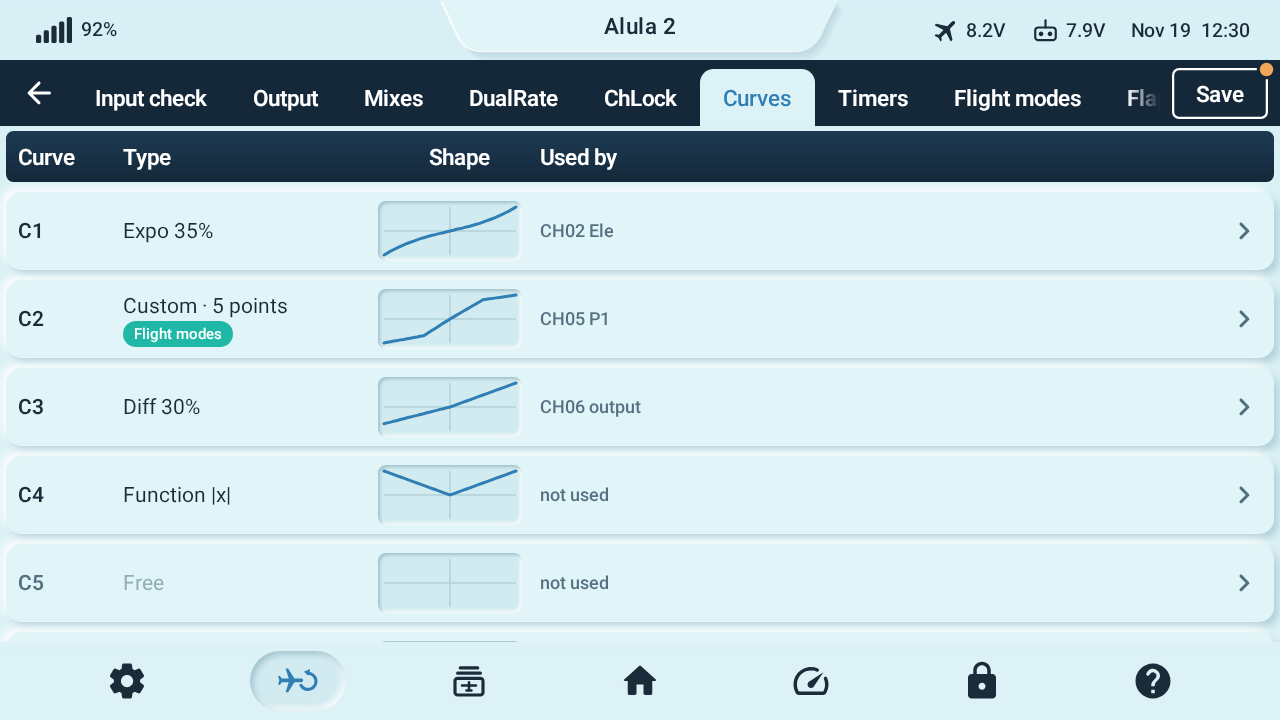 92%
Alula 2
8.2V
7.9V
Nov 19 12:30
Input check
Output
Mixes
DualRate
ChLock
Curves
Timers
Flight modes
Fla
Save
Curve Type Shape Used by
C1 Expo 35% CH02 Ele
C2 Custom · 5 points CH05 P1
Flight modes
C3 Diff 30% CH06 output
C4 Function |x| not used
C5 Free not used